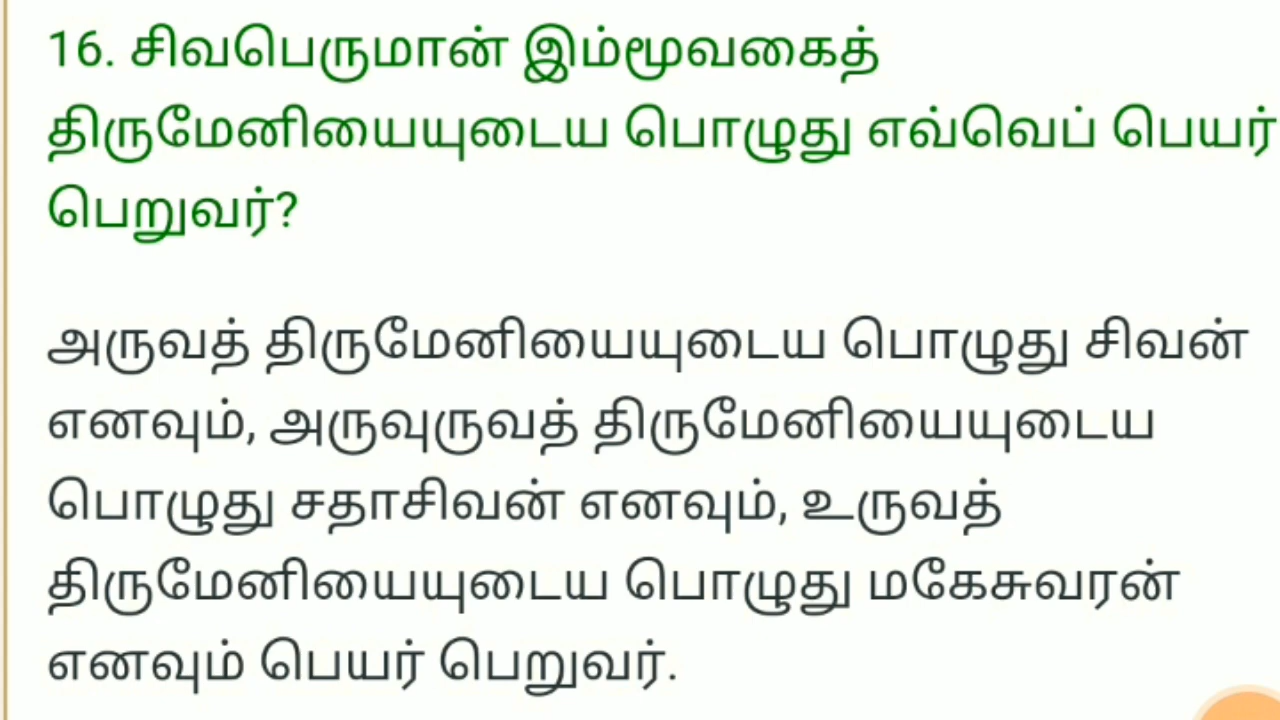 16. சிவபெருமான் இம்மூவகைத்
திருமேனியையுடைய பொழுது எவ்வெப் பெயர்
பெறுவர்?
அருவத் திருமேனியையுடைய பொழுது சிவன்
எனவும், அருவுருவத் திருமேனியையுடைய
பொழுது சதாசிவன் எனவும், உருவத்
திருமேனியையுடைய பொழுது மகேசுவரன்
எனவும் பெயர் பெறுவர்.